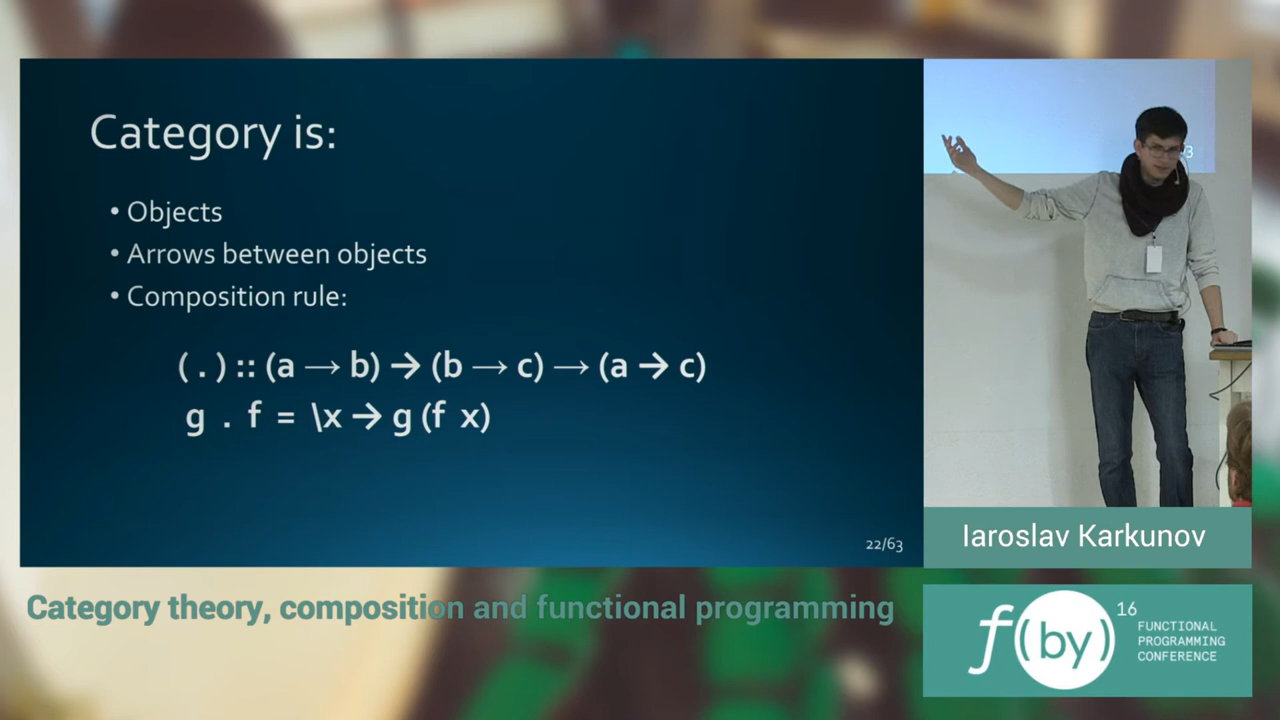 Category is:
• Objects
• Arrows between objects
• Composition rule:
( . ) :: (a → b) → (b → c) → (a → c)
g . f = \x → g (f x)
22/63
Iaroslav Karkunov
Category theory, composition and functional programming
f(by) 16
FUNCTIONAL
PROGRAMMING
CONFERENCE